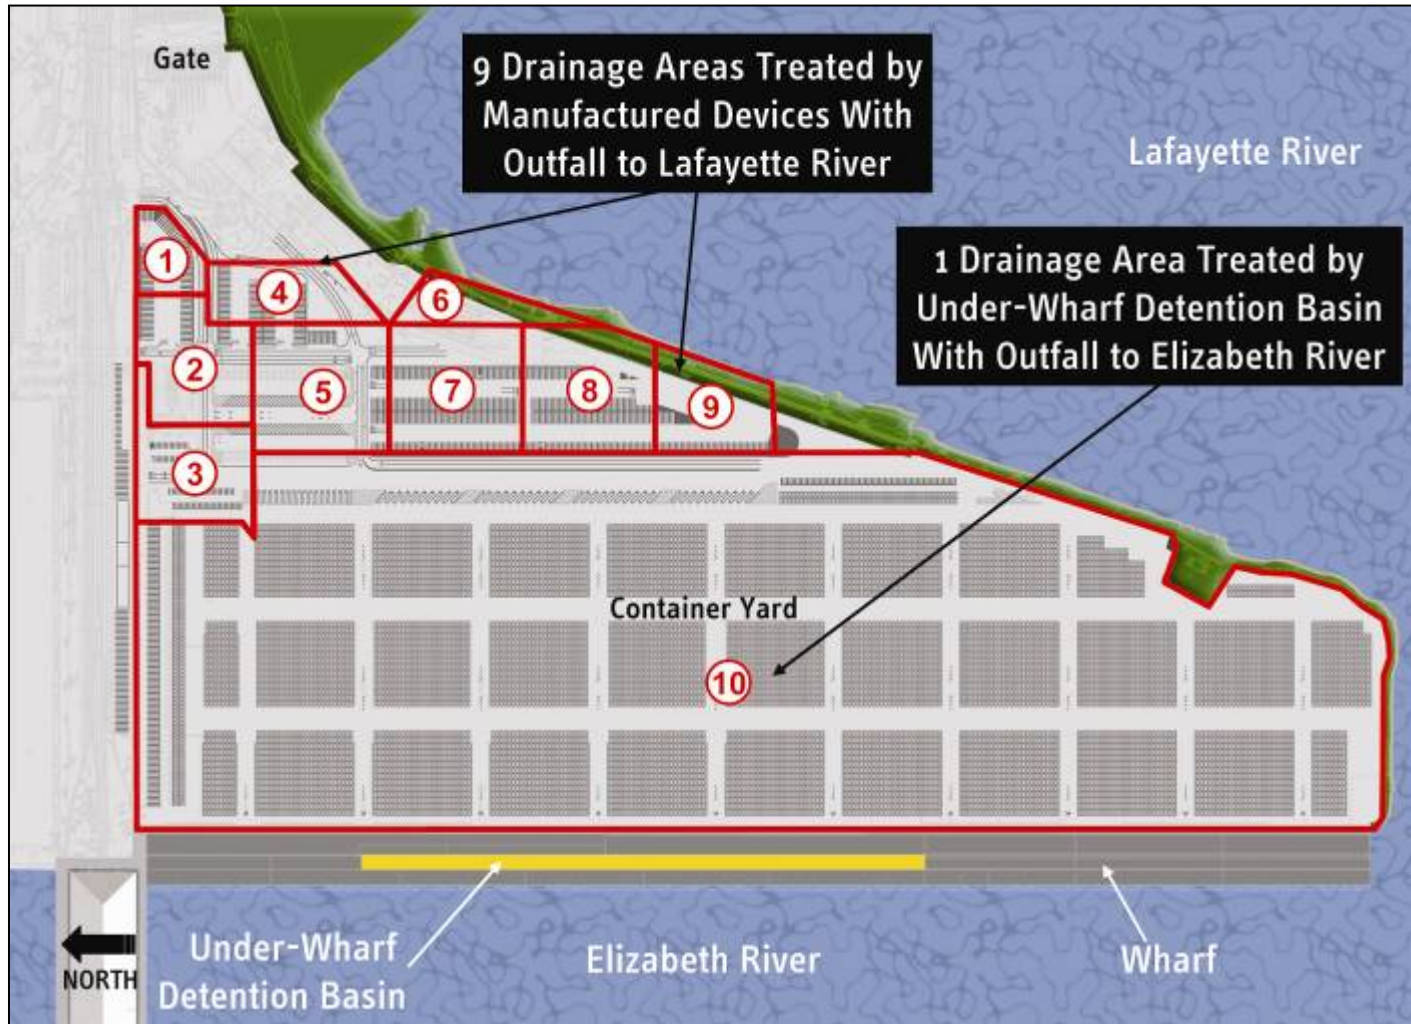 Gate
9 Drainage Areas Treated by
Manufactured Devices With
Outfall to Lafayette River
Lafayette River
1 Drainage Area Treated by
Under-Wharf Detention Basin
With Outfall to Elizabeth River
1
4
6
2
5
7
8
9
3
Container Yard
10
NORTH
Under-Wharf
Detention Basin
Elizabeth River
Wharf